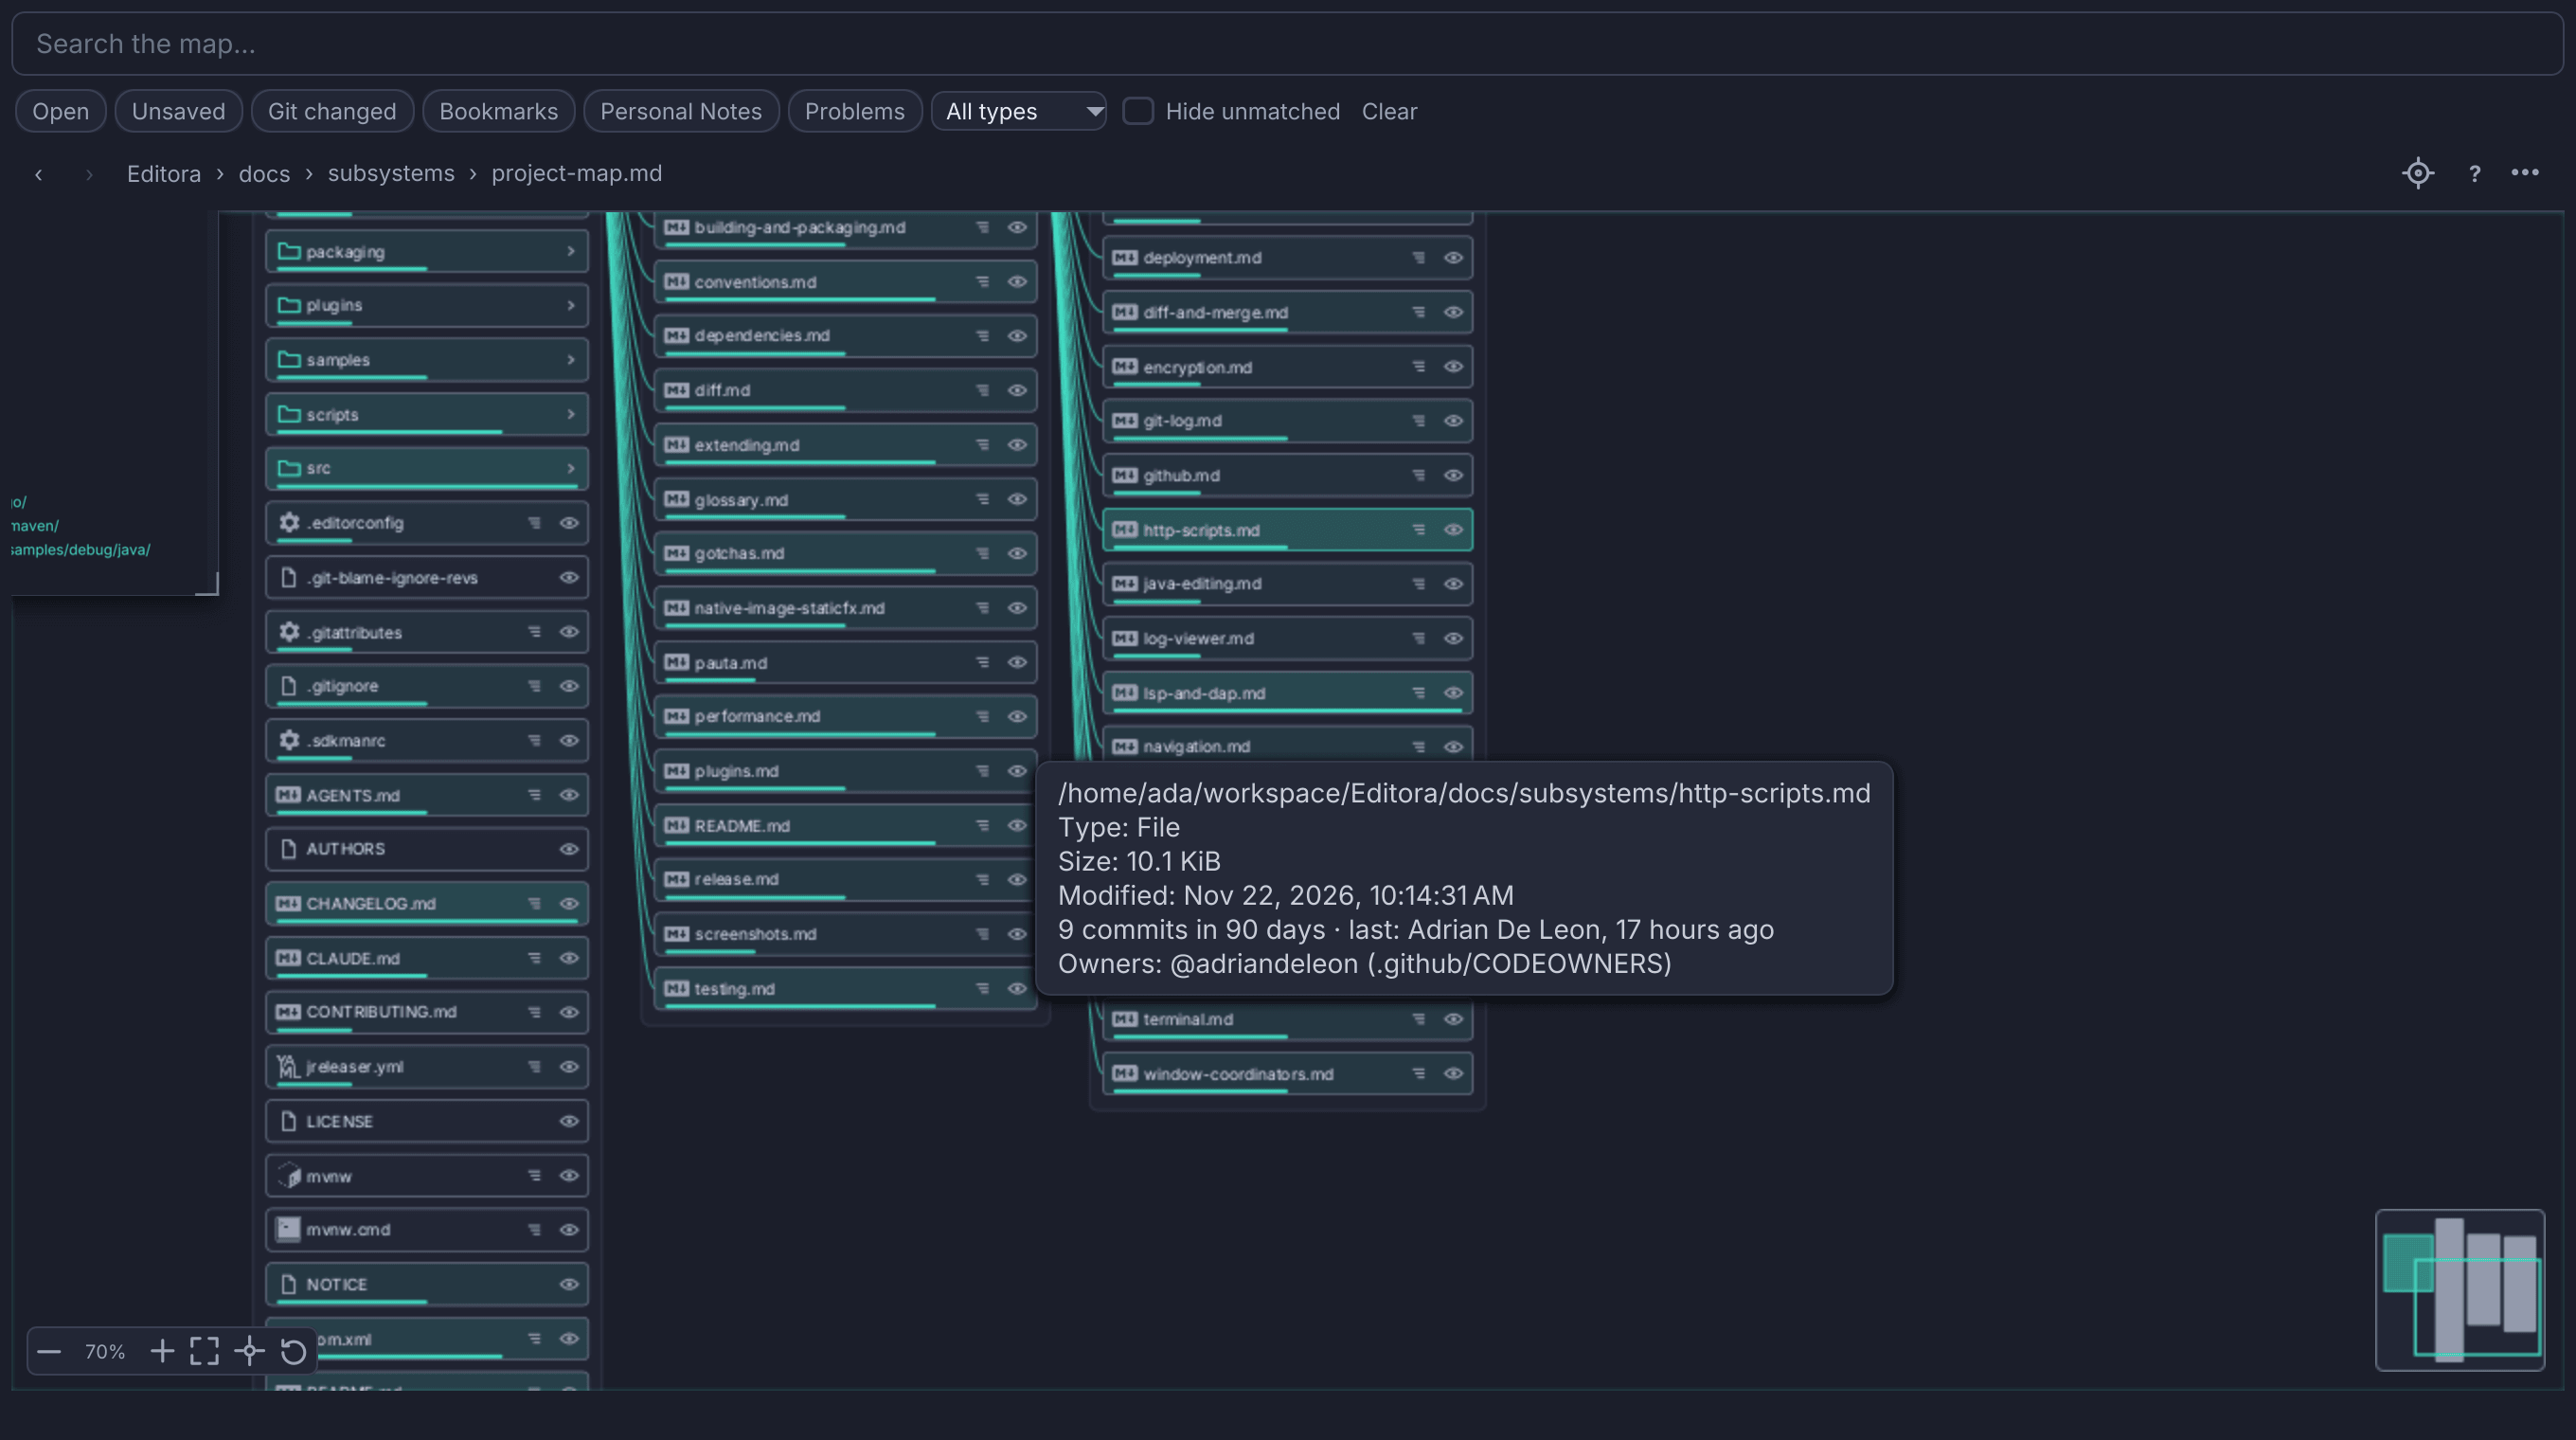 Search the map...
Open Unsaved Git changed Bookmarks Personal Notes Problems All types Hide unmatched Clear
‹ › Editora › docs › subsystems › project-map.md ? •••
maven/
samples/debug/java/
packaging
plugins
samples
scripts
src
.editorconfig
.git-blame-ignore-revs
.gitattributes
.gitignore
.sdkmanrc
AGENTS.md
AUTHORS
CHANGELOG.md
CLAUDE.md
CONTRIBUTING.md
jreleaser.yml
LICENSE
mvnw
mvnw.cmd
NOTICE
om.xml
building-and-packaging.md
conventions.md
dependencies.md
diff.md
extending.md
glossary.md
gotchas.md
native-image-staticfx.md
pauta.md
performance.md
plugins.md
README.md
release.md
screenshots.md
testing.md
deployment.md
diff-and-merge.md
encryption.md
git-log.md
github.md
http-scripts.md
java-editing.md
log-viewer.md
lsp-and-dap.md
navigation.md
/home/ada/workspace/Editora/docs/subsystems/http-scripts.md
Type: File
Size: 10.1 KiB
Modified: Nov 22, 2026, 10:14:31 AM
9 commits in 90 days · last: Adrian De Leon, 17 hours ago
Owners: @adriandeleon (.github/CODEOWNERS)
terminal.md
window-coordinators.md
70%